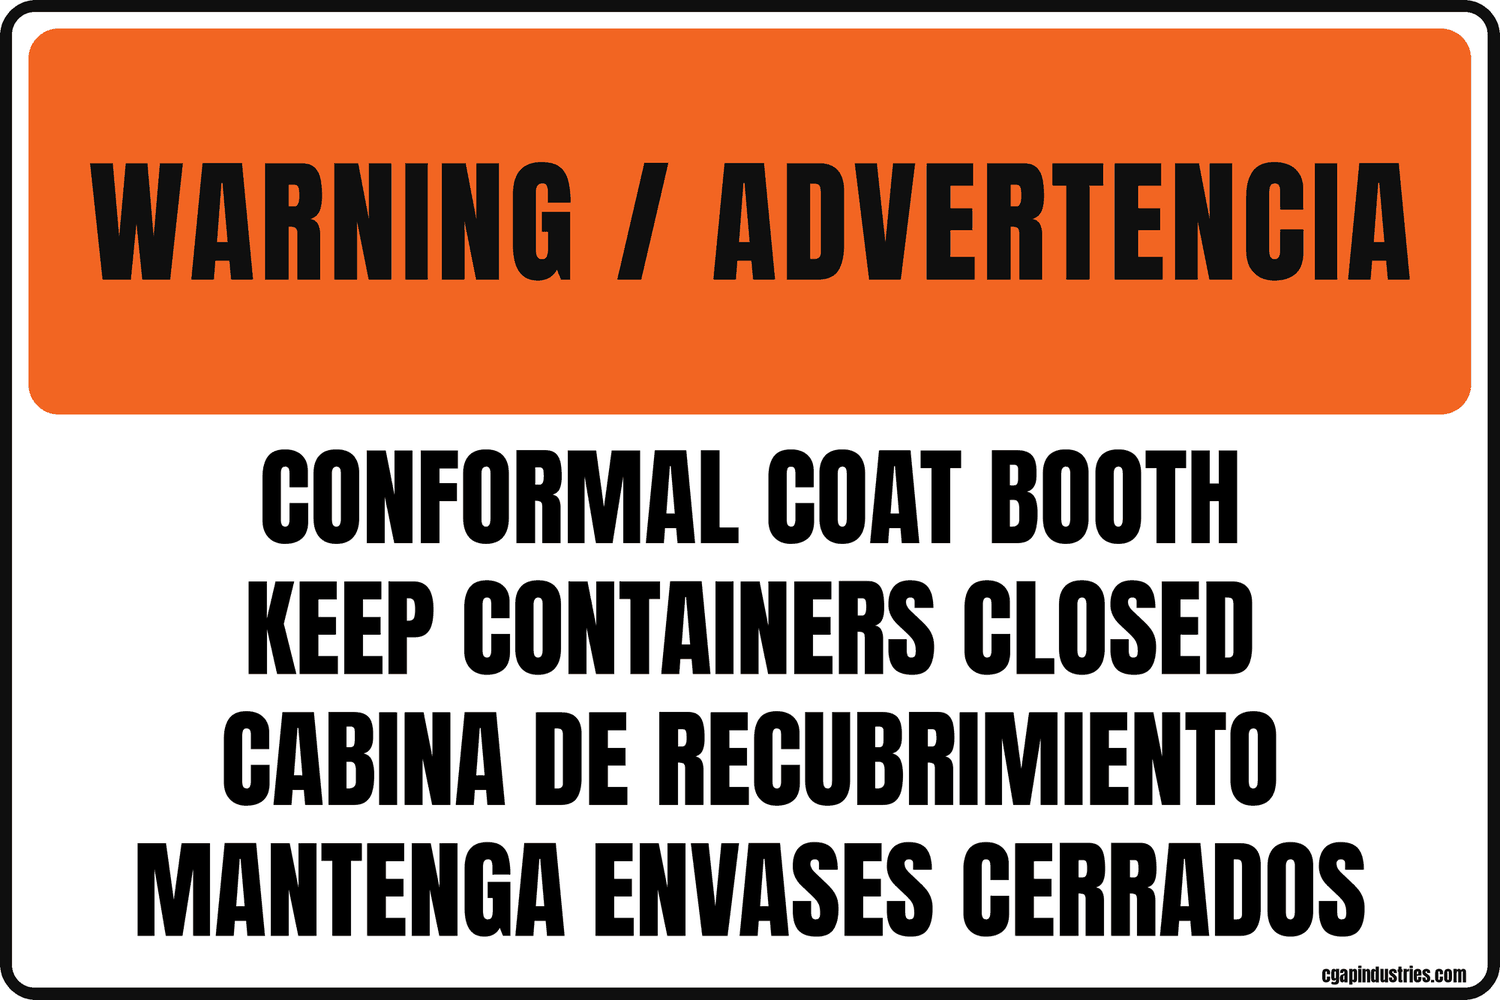 WARNING / ADVERTENCIA
CONFORMAL COAT BOOTH
KEEP CONTAINERS CLOSED
CABINA DE RECUBRIMIENTO
MANTENGA ENVASES CERRADOS
cgapindustries.com